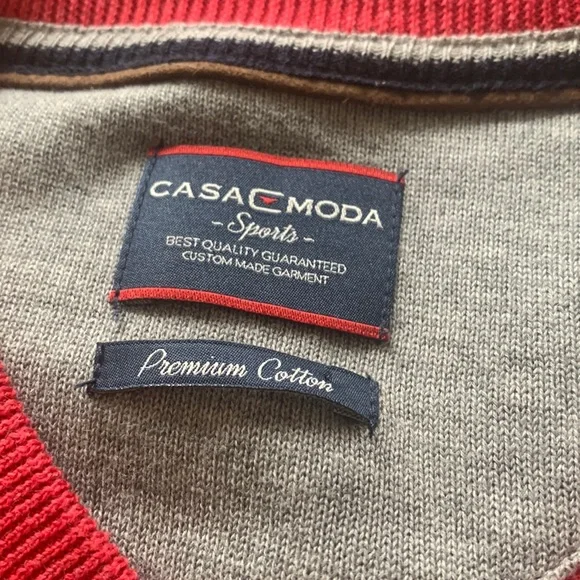 CASA MODA
- Sports -
BEST QUALITY GUARANTEED
CUSTOM MADE GARMENT
Premium Cotton